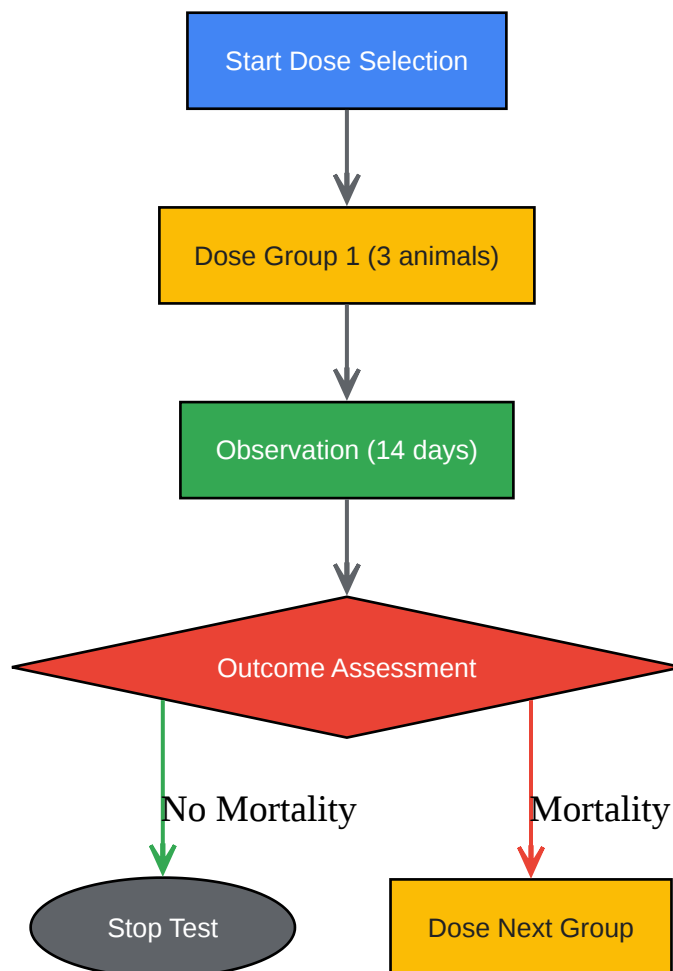 Start Dose Selection
Dose Group 1 (3 animals)
Observation (14 days)
Outcome Assessment
No Mortality
Mortality
Stop Test
Dose Next Group